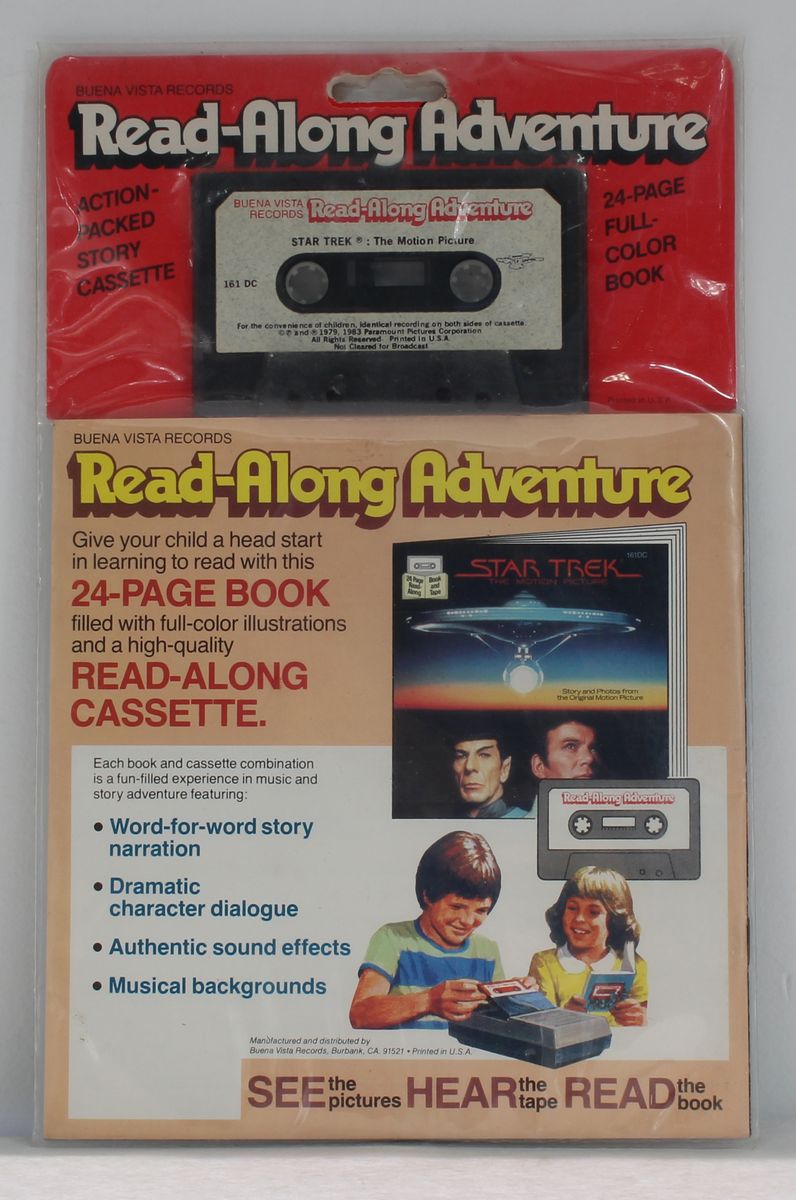 BUENA VISTA RECORDS
Read-Along Adventure
ACTION-
PACKED
STORY
CASSETTE
24-PAGE
FULL-
COLOR
BOOK
BUENA VISTA
RECORDS
Read-Along Adventure
STAR TREK ® : The Motion Picture
161 DC
For the convenience of children, identical recording on both sides of cassette.
©℗ and ® 1979, 1983 Paramount Pictures Corporation
All Rights Reserved Printed in U.S.A.
Not Cleared for Broadcast
Printed in U.S.A.
BUENA VISTA RECORDS
Read-Along Adventure
Give your child a head start
in learning to read with this
24-PAGE BOOK
filled with full-color illustrations
and a high-quality
READ-ALONG
CASSETTE.
161DC
STAR TREK
THE MOTION PICTURE
24 Page
Read-
Along
Book
and
Tape
Story and Photos from
the Original Motion Picture
Read-Along Adventure
Each book and cassette combination
is a fun-filled experience in music and
story adventure featuring:
• Word-for-word story
narration
• Dramatic
character dialogue
• Authentic sound effects
• Musical backgrounds
Manufactured and distributed by
Buena Vista Records, Burbank, CA. 91521 • Printed in U.S.A.
SEE the pictures HEAR the tape READ the book